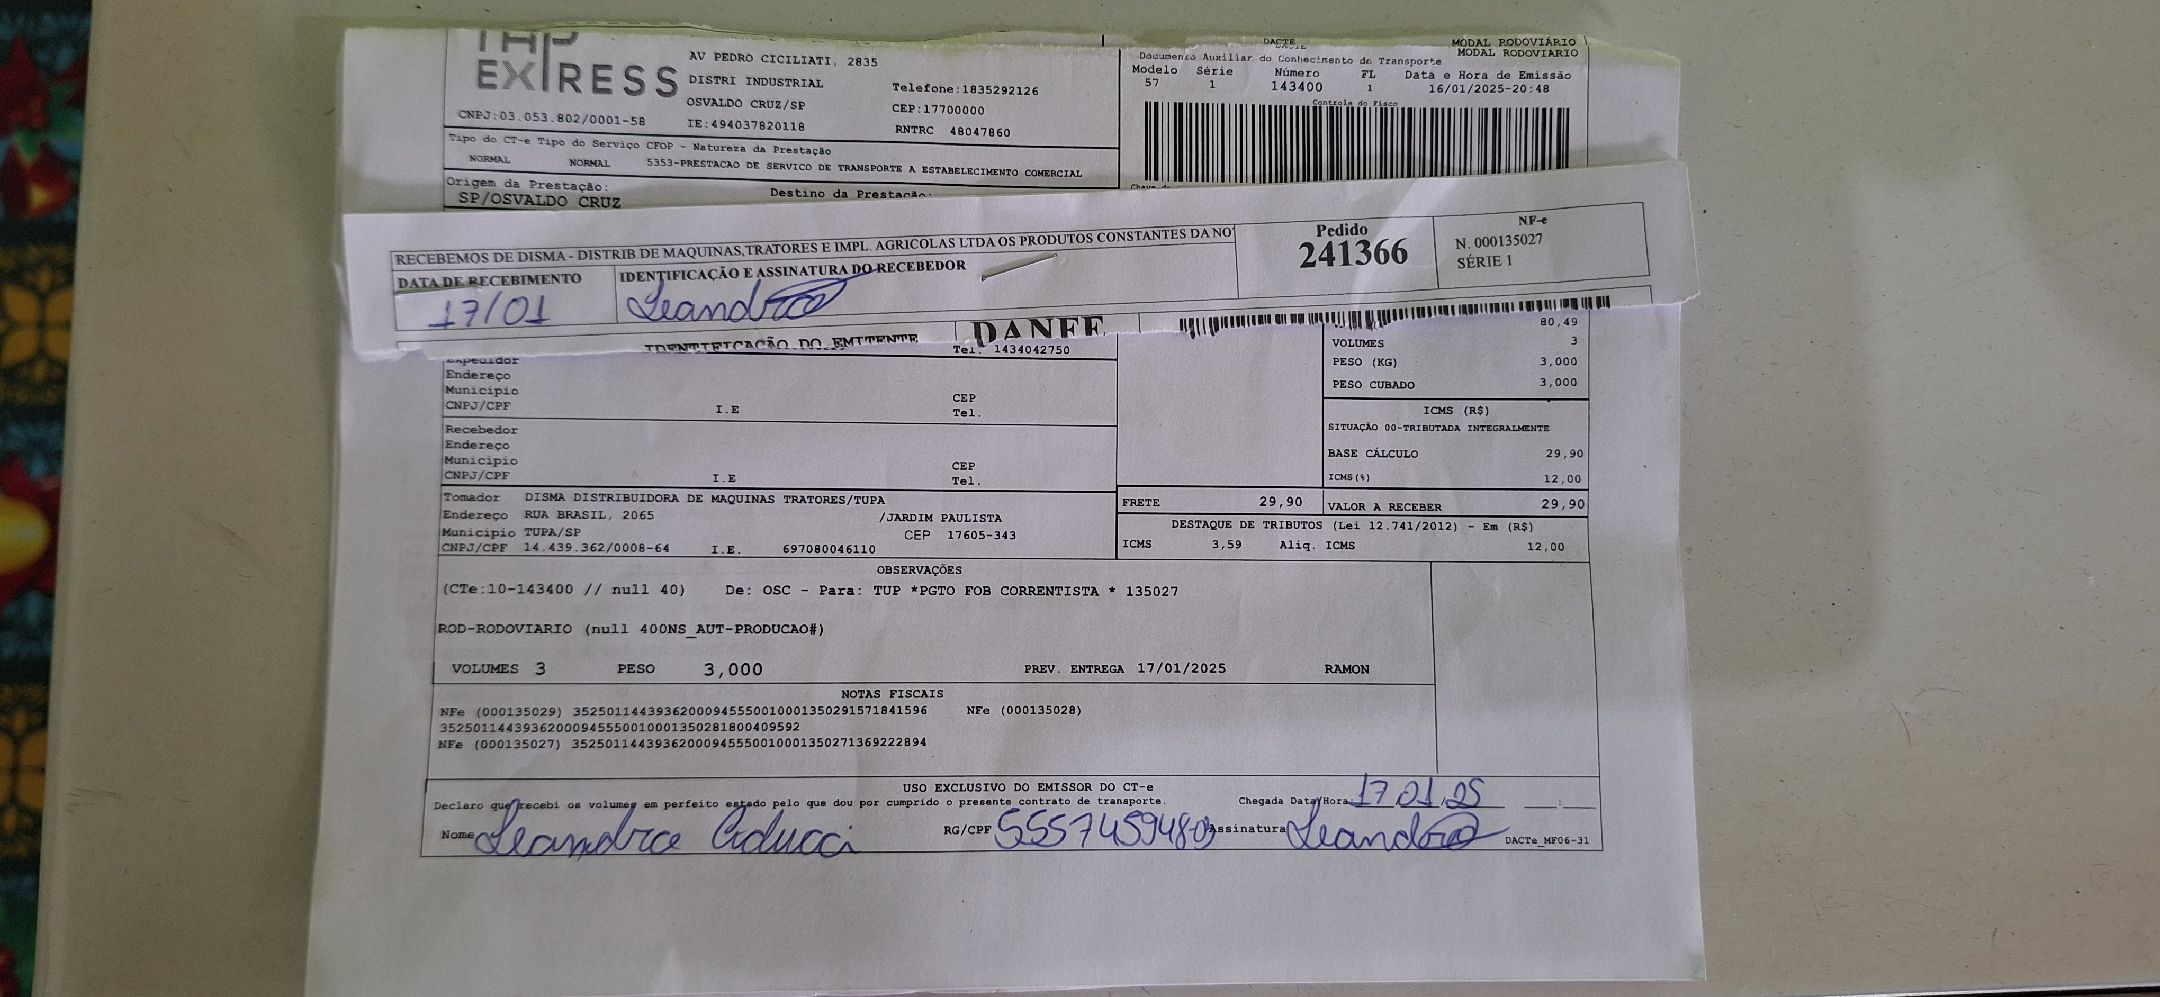 EXPRESS
AV PEDRO CICILIATI, 2835
DISTRI INDUSTRIAL
OSVALDO CRUZ/SP
CNPJ:03.053.802/0001-58
IE:494037820118
Telefone:1835292126
CEP:17700000
RNTRC 48047860
DACTE
MODAL RODOVIÁRIO
MODAL RODOVIARIO
Documento Auxiliar do Conhecimento de Transporte
Modelo Série Número FL Data e Hora de Emissão
57 1 143400 1 16/01/2025-20:48
Controle do Fisco
Tipo do CT-e Tipo do Serviço CFOP - Natureza da Prestação
NORMAL NORMAL 5353-PRESTACAO DE SERVICO DE TRANSPORTE A ESTABELECIMENTO COMERCIAL
Origem da Prestação: Destino da Prestação:
SP/OSVALDO CRUZ
RECEBEMOS DE DISMA - DISTRIB DE MAQUINAS,TRATORES E IMPL. AGRICOLAS LTDA OS PRODUTOS CONSTANTES DA NO
DATA DE RECEBIMENTO IDENTIFICAÇÃO E ASSINATURA DO RECEBEDOR
17/01 Leandra
Pedido
241366
NF-e
N. 000135027
SÉRIE 1
IDENTIFICAÇÃO DO EMITENTE DANFE
Tel. 1434042750
Expedidor
Endereço
Municipio CEP
CNPJ/CPF I.E Tel.
Recebedor
Endereço
Municipio CEP
CNPJ/CPF I.E Tel.
80,49
VOLUMES 3
PESO (KG) 3,000
PESO CUBADO 3,000
ICMS (R$)
SITUAÇÃO 00-TRIBUTADA INTEGRALMENTE
BASE CÁLCULO 29,90
ICMS(%) 12,00
Tomador DISMA DISTRIBUIDORA DE MAQUINAS TRATORES/TUPA
Endereço RUA BRASIL, 2065 /JARDIM PAULISTA
Municipio TUPA/SP CEP 17605-343
CNPJ/CPF 14.439.362/0008-64 I.E. 697080046110
FRETE 29,90 VALOR A RECEBER 29,90
DESTAQUE DE TRIBUTOS (Lei 12.741/2012) - Em (R$)
ICMS 3,59 Aliq. ICMS 12,00
OBSERVAÇÕES
(CTe:10-143400 // null 40) De: OSC - Para: TUP *PGTO FOB CORRENTISTA * 135027
ROD-RODOVIARIO (null 400NS_AUT-PRODUCAO#)
VOLUMES 3 PESO 3,000 PREV. ENTREGA 17/01/2025 RAMON
NOTAS FISCAIS
NFe (000135029) 35250114439362000945550010001350291571841596 NFe (000135028)
35250114439362000945550010001350281800409592
NFe (000135027) 35250114439362000945550010001350271369222894
USO EXCLUSIVO DO EMISSOR DO CT-e
Declaro que recebi os volumes em perfeito estado pelo que dou por cumprido o presente contrato de transporte. Chegada Data/Hora 17 01 25
Nome Leandra RG/CPF 5557459480 Assinatura Leandra DACTe_MF06-31